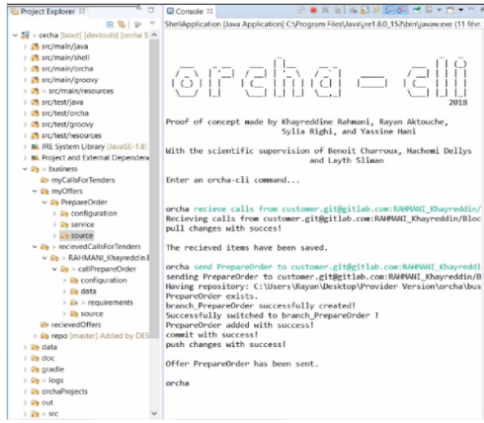 Project Explorer
> orcha [boot] [devtools] [orcha S
> src/main/java
> src/main/shell
> src/main/orcha
> src/main/groovy
> src/main/resources
> src/test/java
> src/test/orcha
> src/test/groovy
> src/test/resources
JRE System Library [JavaSE-1.8]
Project and External Dependenc
> business
myCallsForTenders
myOffers
PrepareOrder
configuration
service
source
> recievedCallsForTenders
> RAHMANI_Khayreddin.E
> callPrepareOrder
configuration
data
> requirements
source
recievedOffers
> repo [master] Added by DES
data
doc
gradle
> logs
orchaProjects
out
> src
Console
ShellApplication [Java Application] C:\Program Files\Java\jre1.8.0_152\bin\javaw.exe (11 févr.
orcha - cli
2018
Proof of concept made by Khayreddine Rahmani, Rayan Aktouche,
Sylia Righi, and Yassine Hani
With the scientific supervision of Benoit Charroux, Hachemi Dellys
and Layth Sliman
Enter an orcha-cli command...
orcha recieve calls from customer.git@gitlab.com:RAHMANI_Khayreddin/
Recieving calls from customer.git@gitlab.com:RAHMANI_Khayreddin/Bloc
pull changes with succes!
The recieved items have been saved.
orcha send PrepareOrder to customer.git@gitlab.com:RAHMANI_Khayreddi
sending PrepareOrder to customer.git@gitlab.com:RAHMANI_Khayreddin/B
Having repository: C:\Users\Rayan\Desktop\Provider Version\orcha\bus
PrepareOrder exists.
branch_PrepareOrder successfully created!
Successfully switched to branch_PrepareOrder !
PrepareOrder added with success!
commit with success!
push changes with success!
Offer PrepareOrder has been sent.
orcha